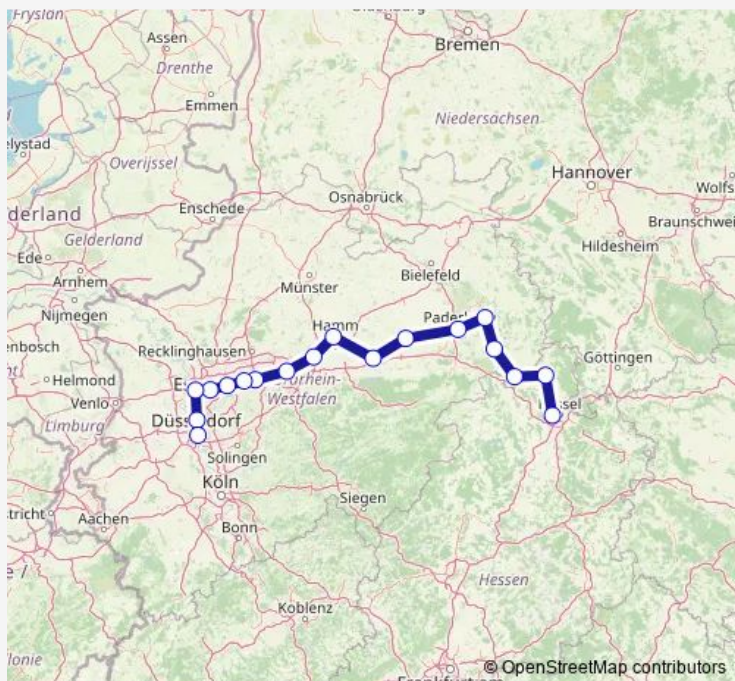 Fryslan
Bremen
Assen
Drenthe
Emmen
Niedersachsen
elystad
Overijssel
Hannover
Wolfs
Osnabrück
Enschede
derland
Gelderland
Braunschwei
Hildesheim
Ede
Arnhem
Bielefeld
Münster
Nijmegen
Hamm
enbosch
Recklinghausen
Göttingen
Helmond
Venlo
Westfalen
Limburg
Solingen
Köln
Siegen
Aachen
Bonn
Hessen
Koblenz
© OpenStreetMap contributors